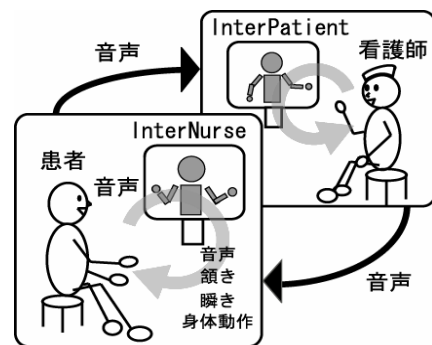 InterPatient
音声
看護師
InterNurse
患者
音声
音声
頷き
瞬き
身体動作
音声